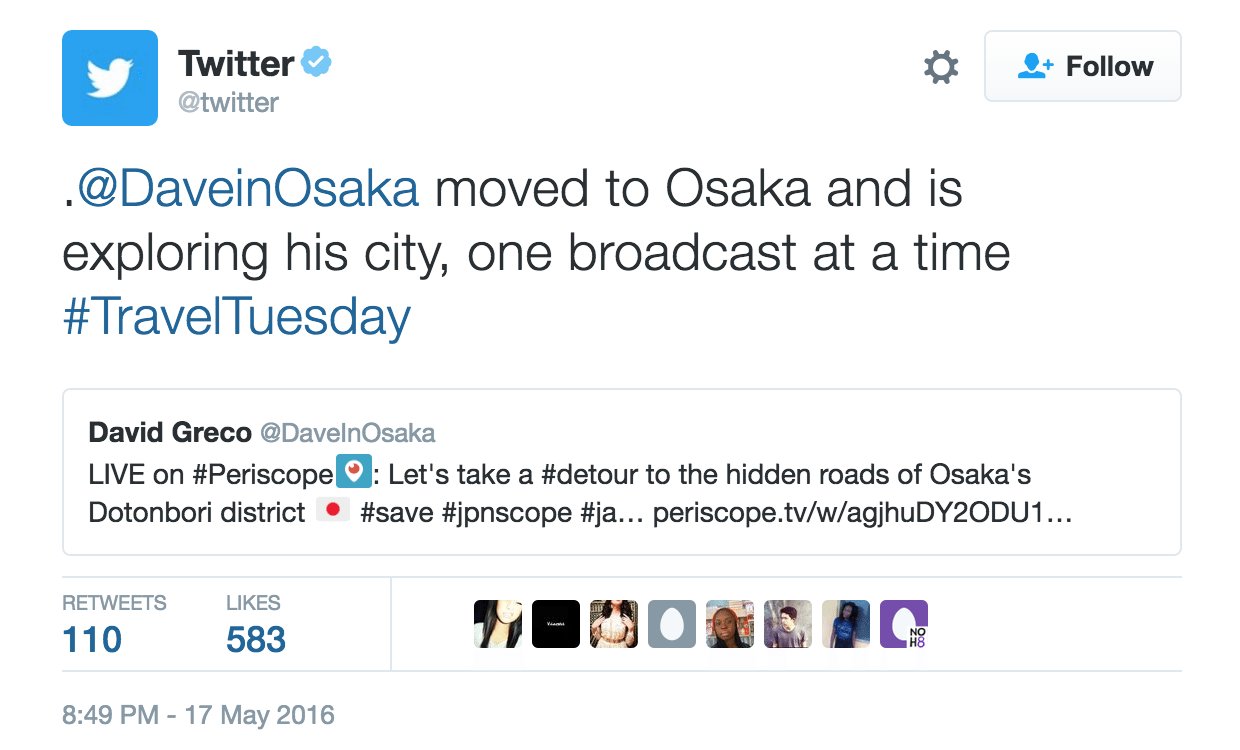 Twitter
@twitter
Follow
.@DaveinOsaka moved to Osaka and is
exploring his city, one broadcast at a time
#TravelTuesday
David Greco @DaveInOsaka
LIVE on #Periscope: Let's take a #detour to the hidden roads of Osaka's
Dotonbori district 🇯🇵 #save #jpnscope #ja... periscope.tv/w/agjhuDY2ODU1...
RETWEETS LIKES
110 583
NO
H8
8:49 PM - 17 May 2016